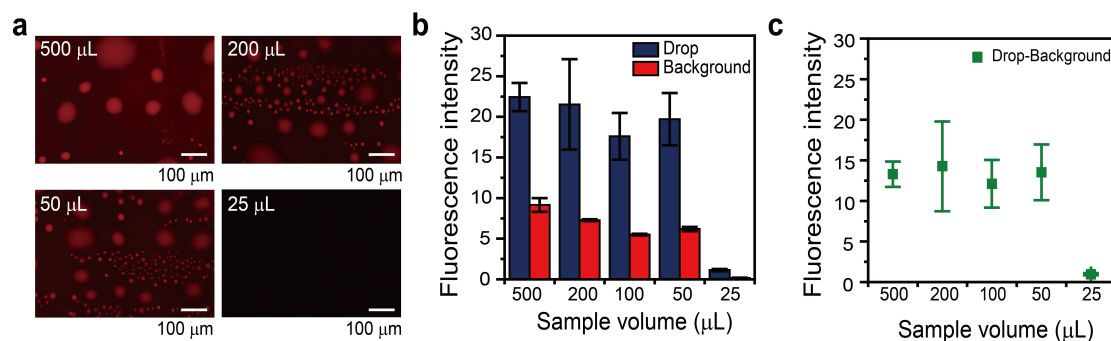 a
500 μL
200 μL
100 μm
100 μm
50 μL
25 μL
100 μm
100 μm
b
Fluorescence intensity
30
25
20
15
10
5
0
Drop
Background
500
200
100
50
25
Sample volume (μL)
c
Fluorescence intensity
30
25
20
15
10
5
0
Drop-Background
500
200
100
50
25
Sample volume (μL)